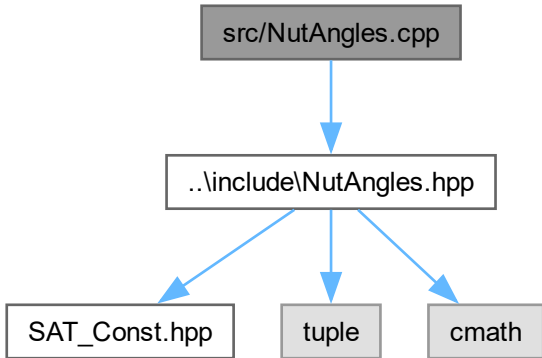 src/NutAngles.cpp
..\include\NutAngles.hpp
SAT_Const.hpp
tuple
cmath